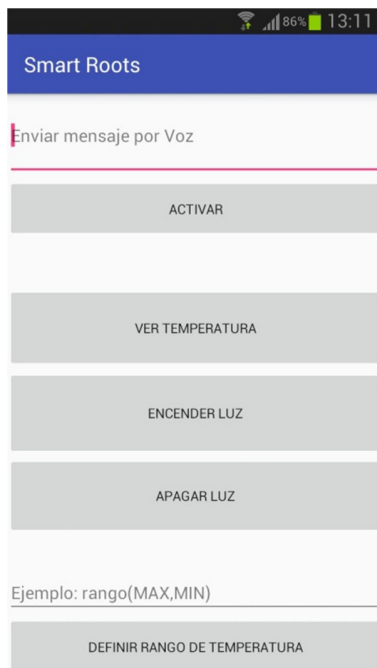 86% 13:11
Smart Roots
Enviar mensaje por Voz
ACTIVAR
VER TEMPERATURA
ENCENDER LUZ
APAGAR LUZ
Ejemplo: rango(MAX,MIN)
DEFINIR RANGO DE TEMPERATURA